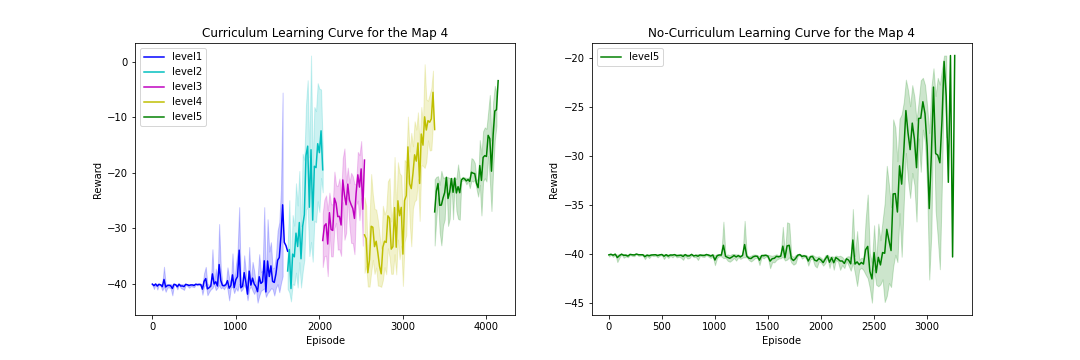 Curriculum Learning Curve for the Map 4
level1
level2
level3
level4
level5
0
−10
−20
−30
−40
Reward
0
1000
2000
3000
4000
Episode
No-Curriculum Learning Curve for the Map 4
level5
−20
−25
−30
−35
−40
−45
Reward
0
500
1000
1500
2000
2500
3000
Episode